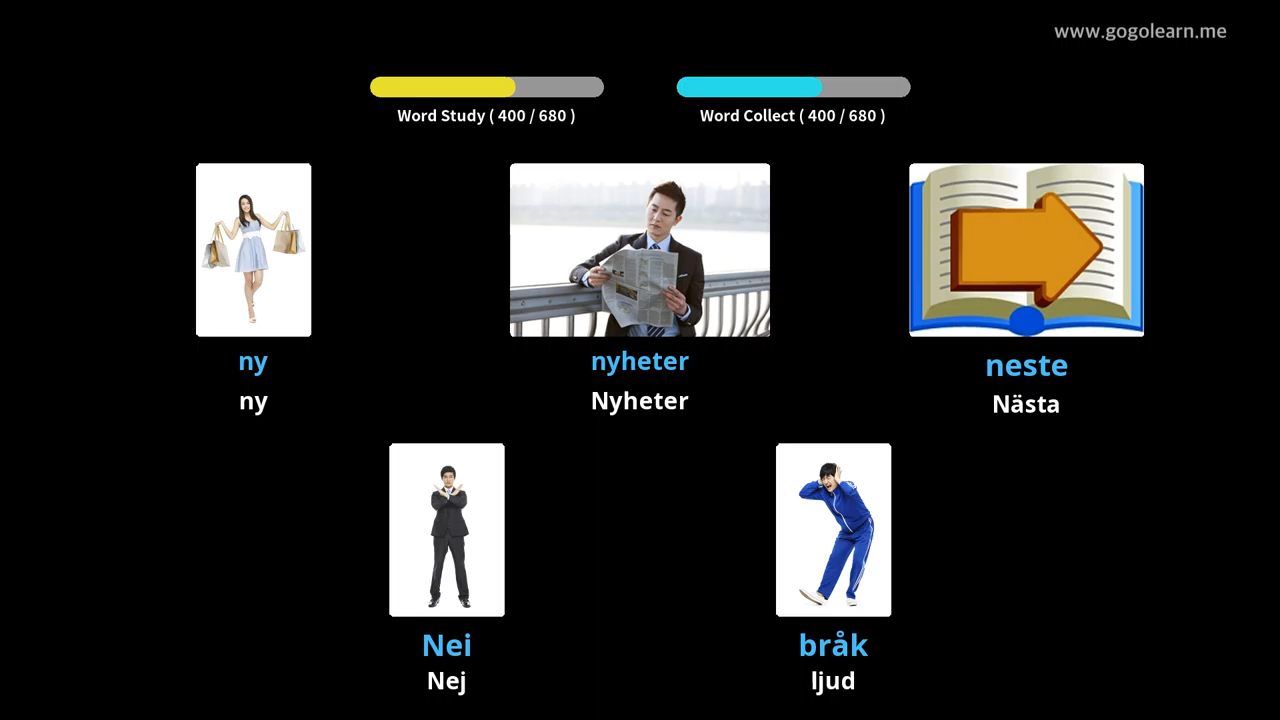 www.gogolearn.me
Word Study ( 400 / 680 )
Word Collect ( 400 / 680 )
ny
ny
nyheter
Nyheter
neste
Nästa
Nei
Nej
bråk
ljud